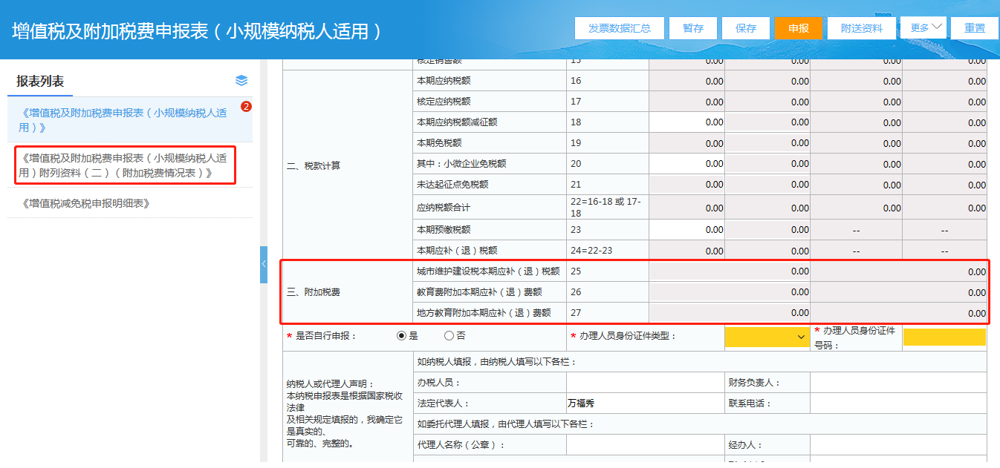 增值税及附加税费申报表（小规模纳税人适用）
发票数据汇总 暂存 保存 申报 附送资料 更多 重置
报表列表
2
《增值税及附加税费申报表（小规模纳税人适
用）》
《增值税及附加税费申报表（小规模纳税人适
用）附列资料（二）（附加税费情况表）》
《增值税减免税申报明细表》
核定销售额 15 0.00 0.00 0.00 0.00
二、税款计算
本期应纳税额 16 0.00 0.00 0.00 0.00
核定应纳税额 17 0.00 0.00 0.00 0.00
本期应纳税额减征额 18 0.00 0.00 0.00 0.00
本期免税额 19 0.00 0.00 0.00 0.00
其中：小微企业免税额 20 0.00 0.00 0.00 0.00
未达起征点免税额 21 0.00 0.00 0.00 0.00
应纳税额合计 22=16-18 或 17-
18 0.00 0.00 0.00 0.00
本期预缴税额 23 0.00 0.00 -- --
本期应补（退）税额 24=22-23 0.00 0.00 -- --
三、附加税费
城市维护建设税本期应补（退）税额 25 0.00 0.00
教育费附加本期应补（退）费额 26 0.00 0.00
地方教育附加本期应补（退）费额 27 0.00 0.00
* 是否自行申报： 是 否 * 办理人员身份证件类型： * 办理人员身份证件
号码：
纳税人或代理人声明：
本纳税申报表是根据国家税收
法律
及相关规定填报的，我确定它
是真实的、
可靠的、完整的。
如纳税人填报，由纳税人填写以下各栏：
办税人员： 财务负责人：
法定代表人： 万福秀 联系电话：
如委托代理人填报，由代理人填写以下各栏：
代理人名称（公章）： 经办人：